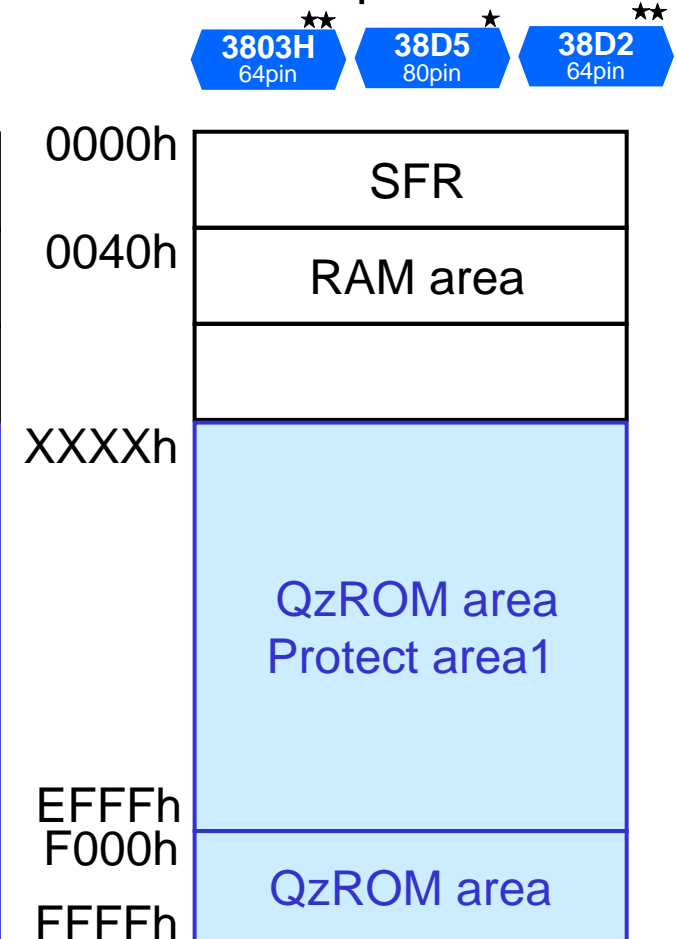 ★★ ★ ★★
3803H 38D5 38D2
64pin 80pin 64pin
0000h
SFR
0040h
RAM area
XXXXh
QzROM area
Protect area1
EFFFh
F000h
QzROM area
FFFFh